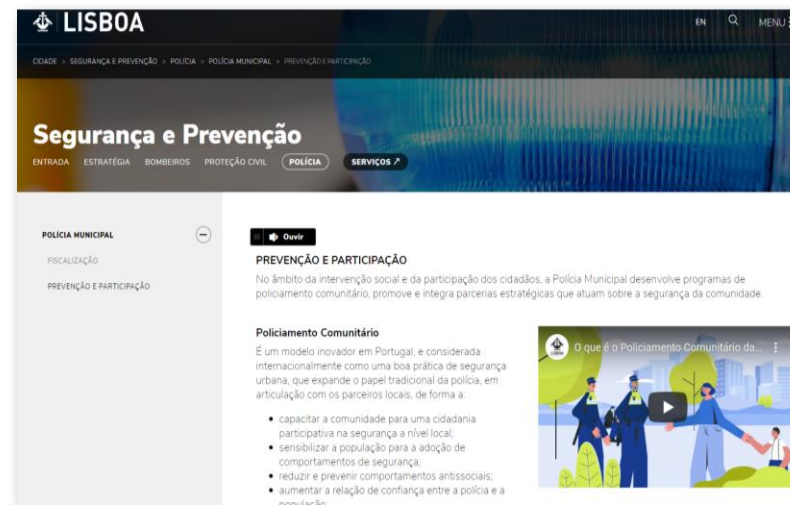 LISBOA
EN
MENU
CIDADE > SEGURANÇA E PREVENÇÃO > POLÍCIA > POLÍCIA MUNICIPAL > PREVENÇÃO E PARTICIPAÇÃO
Segurança e Prevenção
ENTRADA ESTRATÉGIA BOMBEIROS PROTEÇÃO CIVIL POLÍCIA SERVIÇOS ↗
POLÍCIA MUNICIPAL
FISCALIZAÇÃO
PREVENÇÃO E PARTICIPAÇÃO
Ouvir
PREVENÇÃO E PARTICIPAÇÃO
No âmbito da intervenção social e da participação dos cidadãos, a Polícia Municipal desenvolve programas de
policiamento comunitário, promove e integra parcerias estratégicas que atuam sobre a segurança da comunidade.
Policiamento Comunitário
É um modelo inovador em Portugal, e considerada
internacionalmente como uma boa prática de segurança
urbana, que expande o papel tradicional da polícia, em
articulação com os parceiros locais, de forma a:
• capacitar a comunidade para uma cidadania
participativa na segurança a nível local;
• sensibilizar a população para a adoção de
comportamentos de segurança;
• reduzir e prevenir comportamentos antissociais;
• aumentar a relação de confiança entre a polícia e a
população;
O que é o Policiamento Comunitário da...